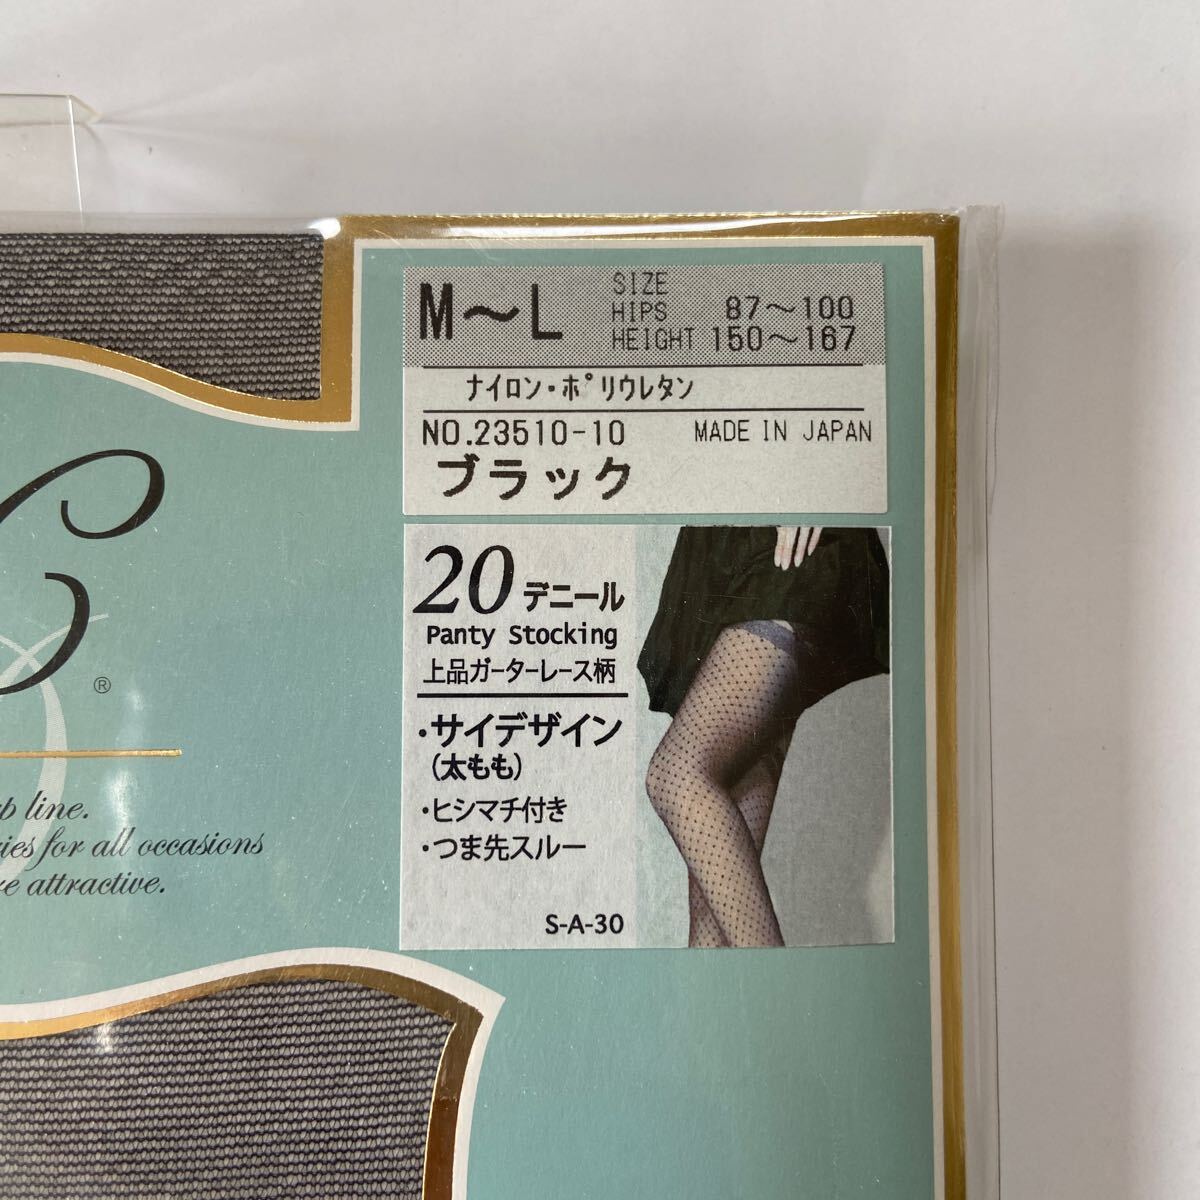 M～L
SIZE
HIPS 87～100
HEIGHT 150～167
ナイロン・ポリウレタン
NO.23510-10 MADE IN JAPAN
ブラック
20デニール
Panty Stocking
上品ガーターレース柄
・サイデザイン
(太もも)
・ヒシマチ付き
・つま先スルー
S-A-30
®
line.
for all occasions
attractive.